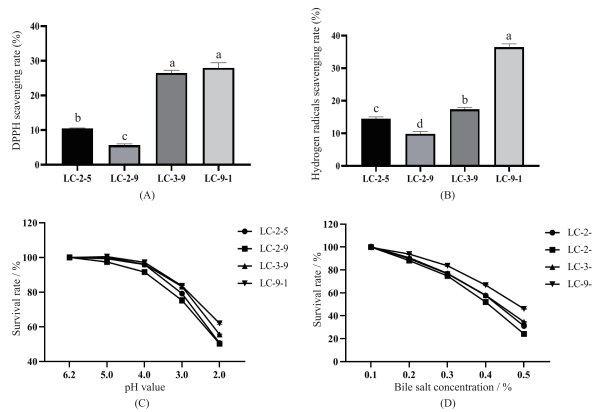 DPPH scavenging rate (%)
40
30
20
10
0
b
c
a
a
LC-2-5
LC-2-9
LC-3-9
LC-9-1
(A)
Hydrogen radicals scavenging rate (%)
40
30
20
10
0
c
d
b
a
LC-2-5
LC-2-9
LC-3-9
LC-9-1
(B)
Survival rate / %
120
100
80
60
40
6.2
5.0
4.0
3.0
2.0
pH value
LC-2-5
LC-2-9
LC-3-9
LC-9-1
(C)
Survival rate / %
120
100
80
60
40
20
0
0.1
0.2
0.3
0.4
0.5
Bile salt concentration / %
LC-2-
LC-2-
LC-3-
LC-9-
(D)